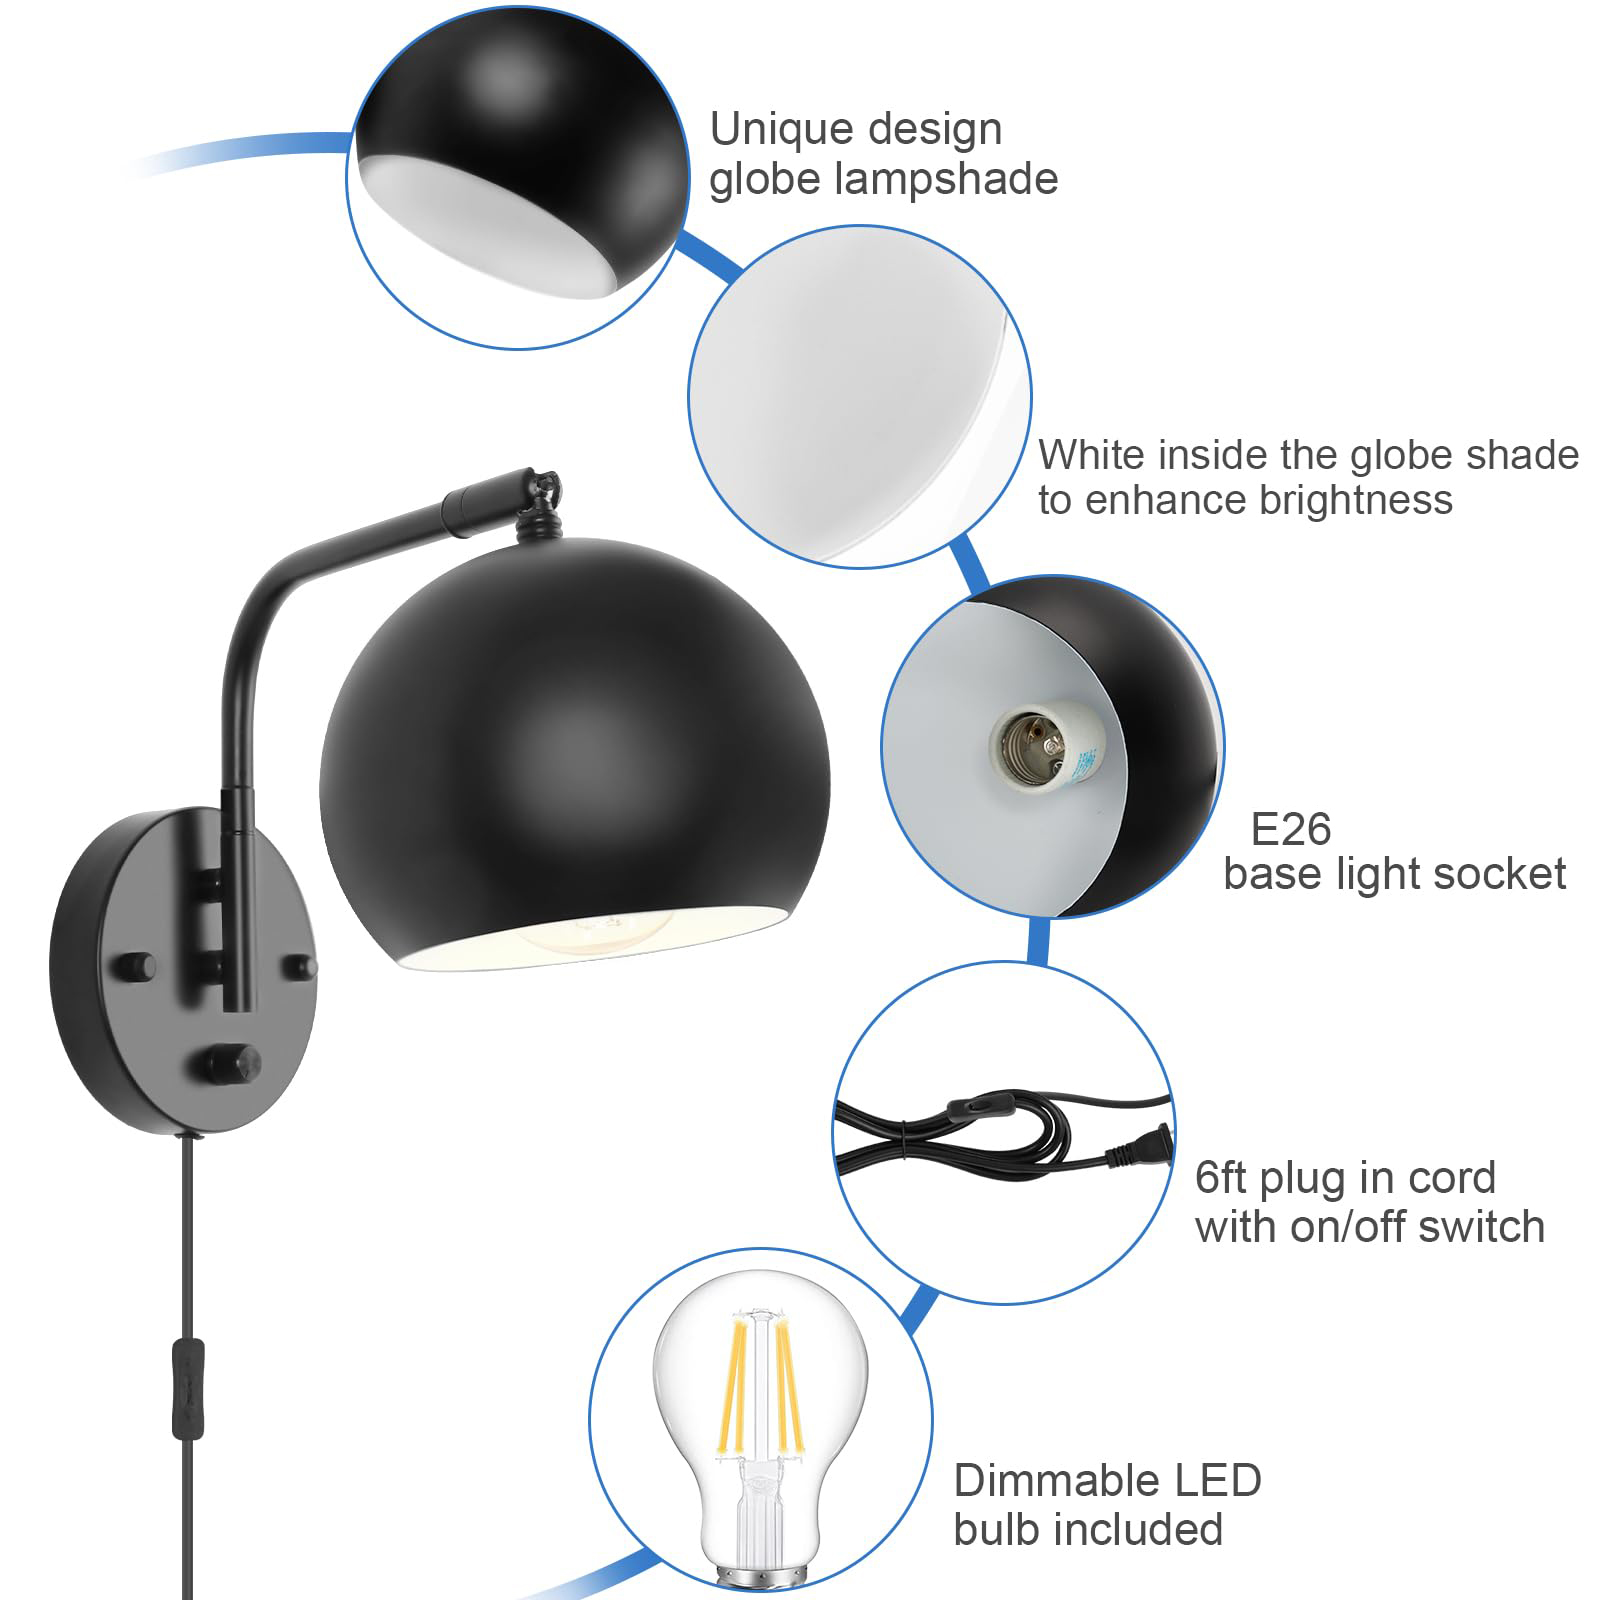 Unique design
globe lampshade
White inside the globe shade
to enhance brightness
E26
base light socket
6ft plug in cord
with on/off switch
Dimmable LED
bulb included